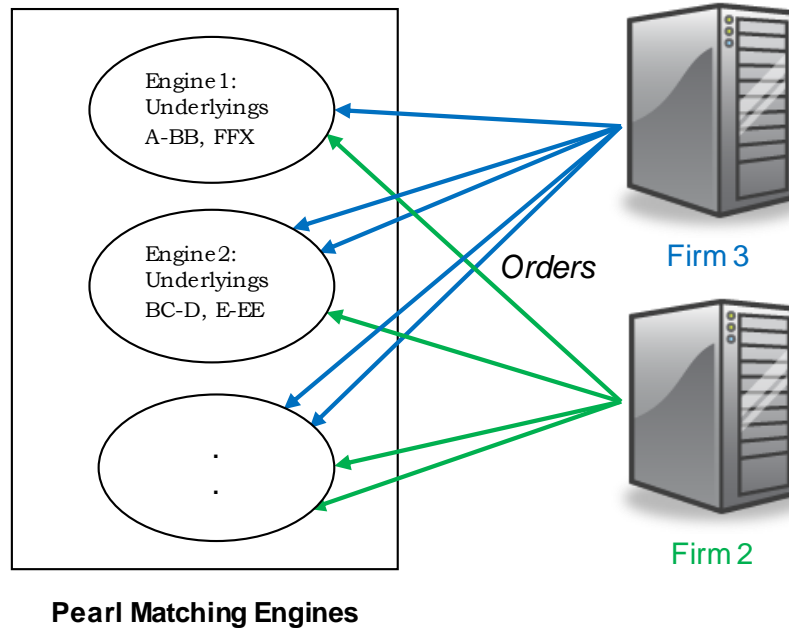 Engine 1:
Underlyings
A-BB, FFX
Engine 2:
Underlyings
BC-D, E-EE
.
.
Orders
Firm 3
Firm 2
Pearl Matching Engines